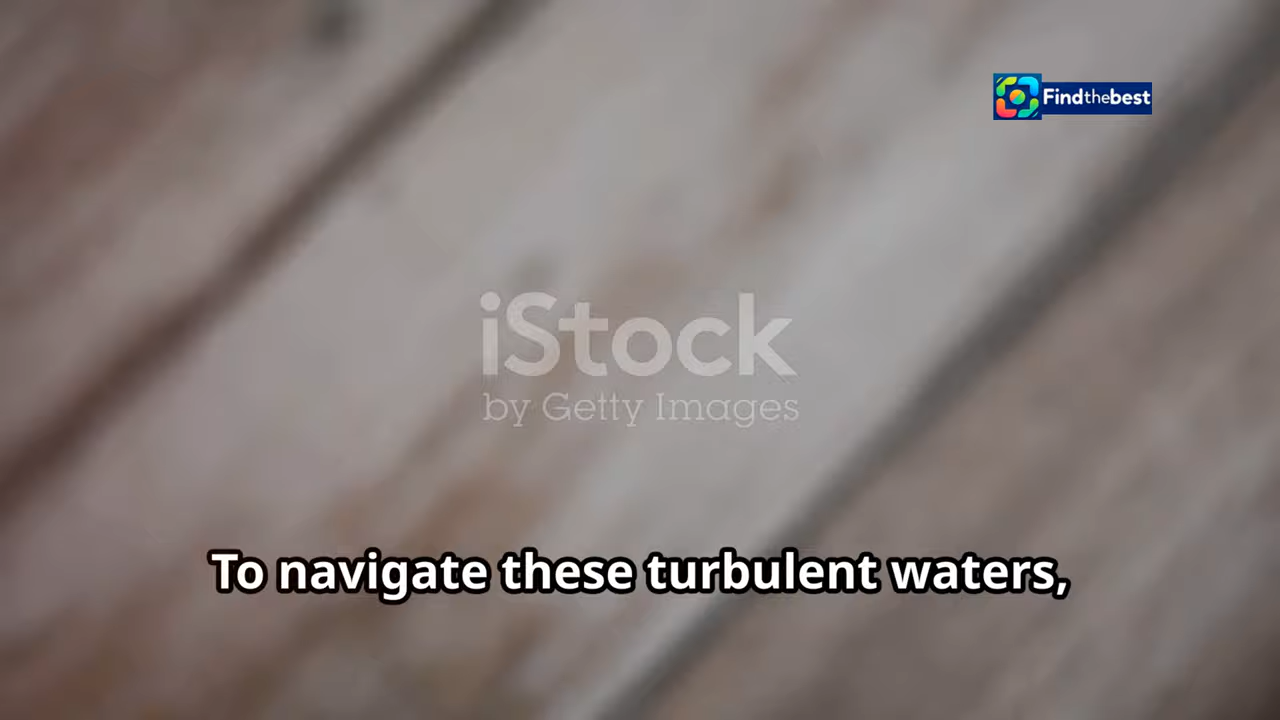 Findthebest
iStock
by Getty Images
To navigate these turbulent waters,